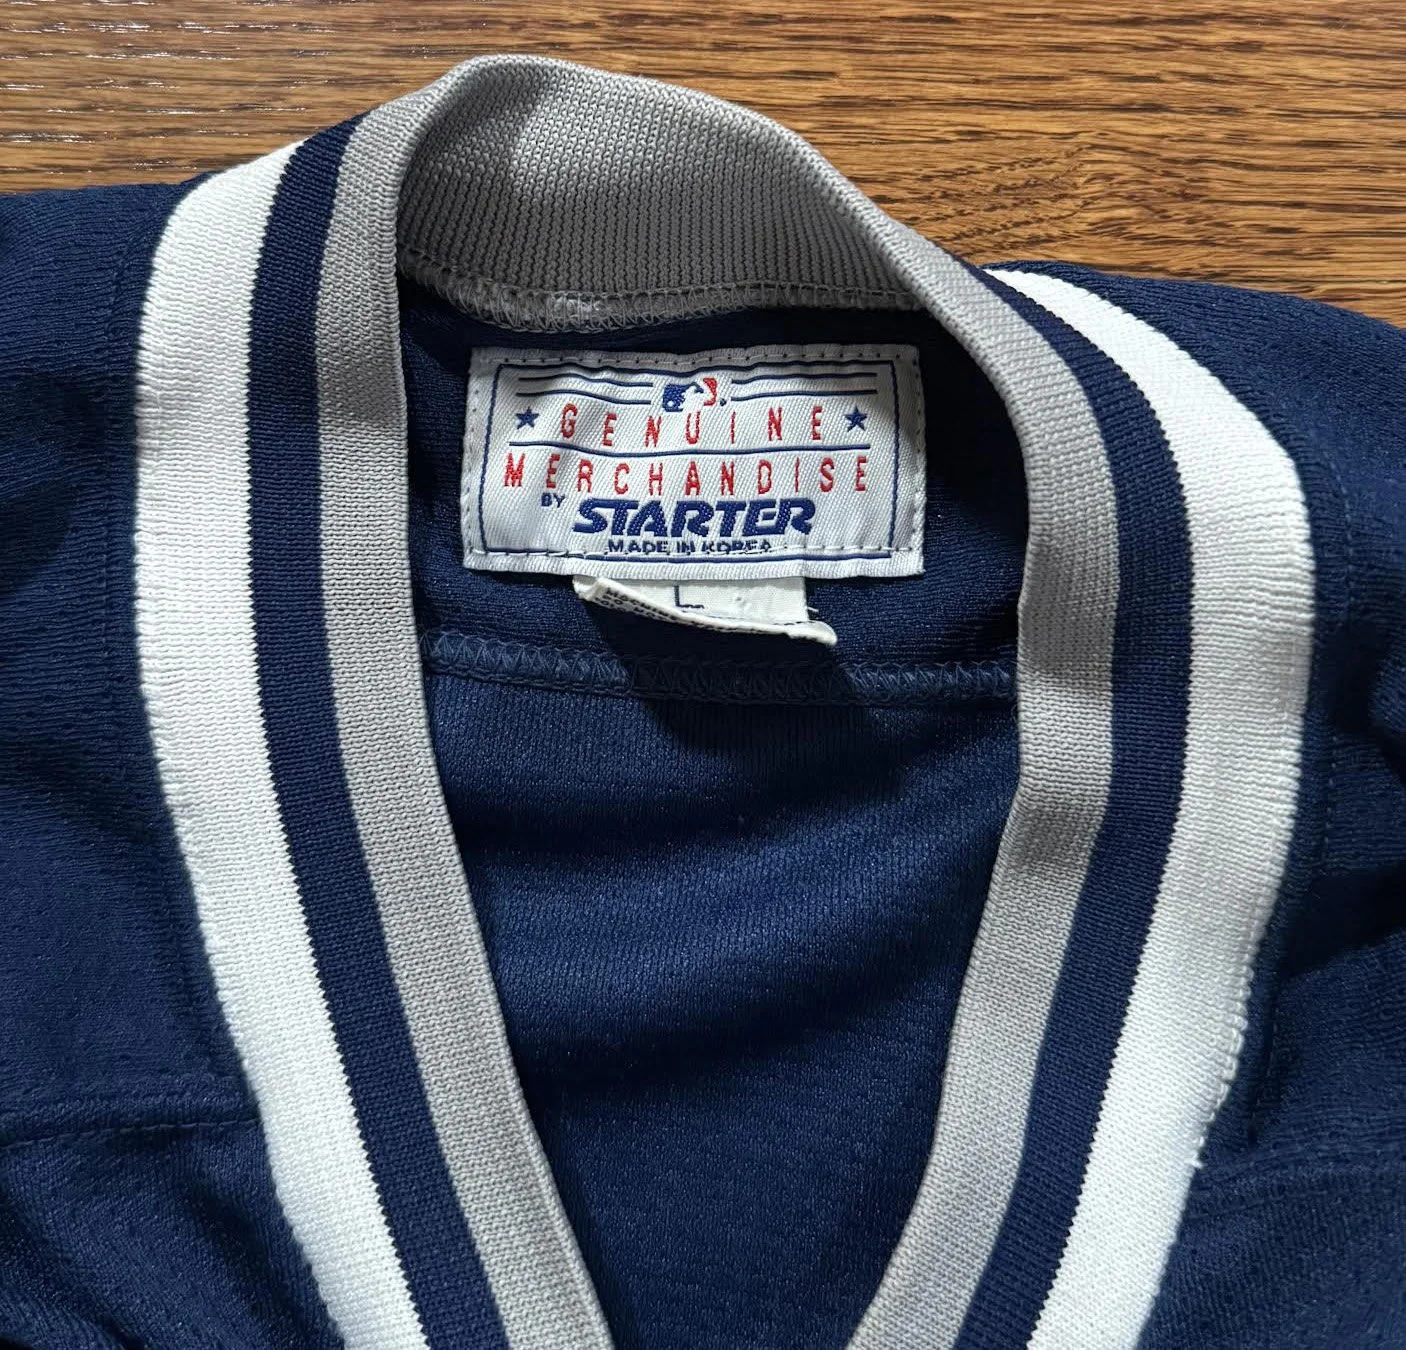 GENUINE
MERCHANDISE
BY STARTER
MADE IN KOREA
L